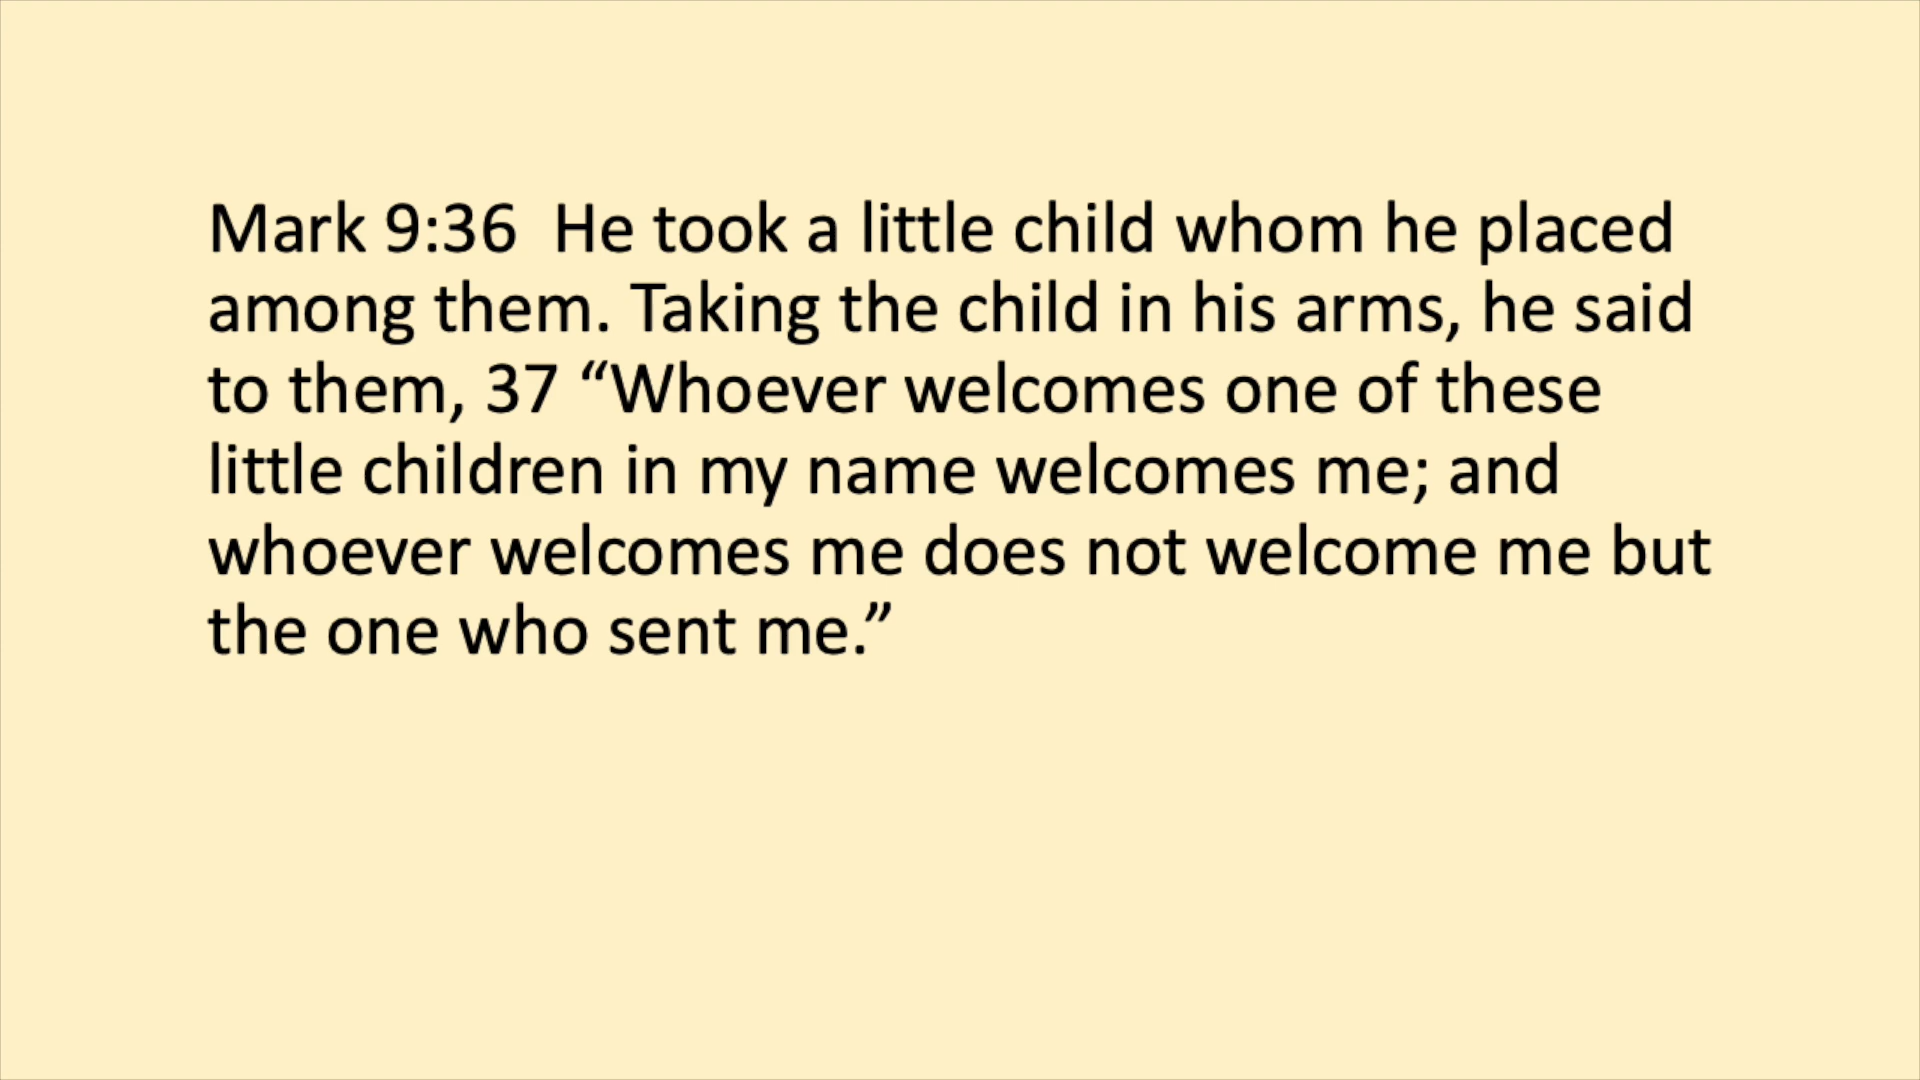 Mark 9:36  He took a little child whom he placed
among them. Taking the child in his arms, he said
to them, 37 “Whoever welcomes one of these
little children in my name welcomes me; and
whoever welcomes me does not welcome me but
the one who sent me.”